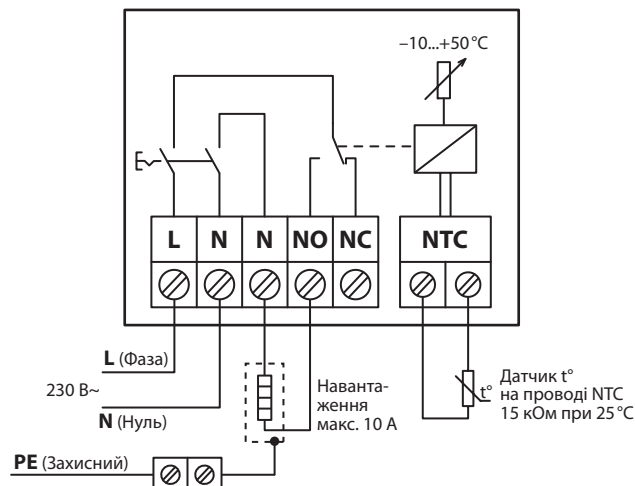 –10...+50 °C
L N N NO NC NTC
L (Фаза)
230 В~
N (Нуль)
Наванта-
ження
макс. 10 А
t°
Датчик t°
на проводі NTC
15 кОм при 25 °C
PE (Захисний)